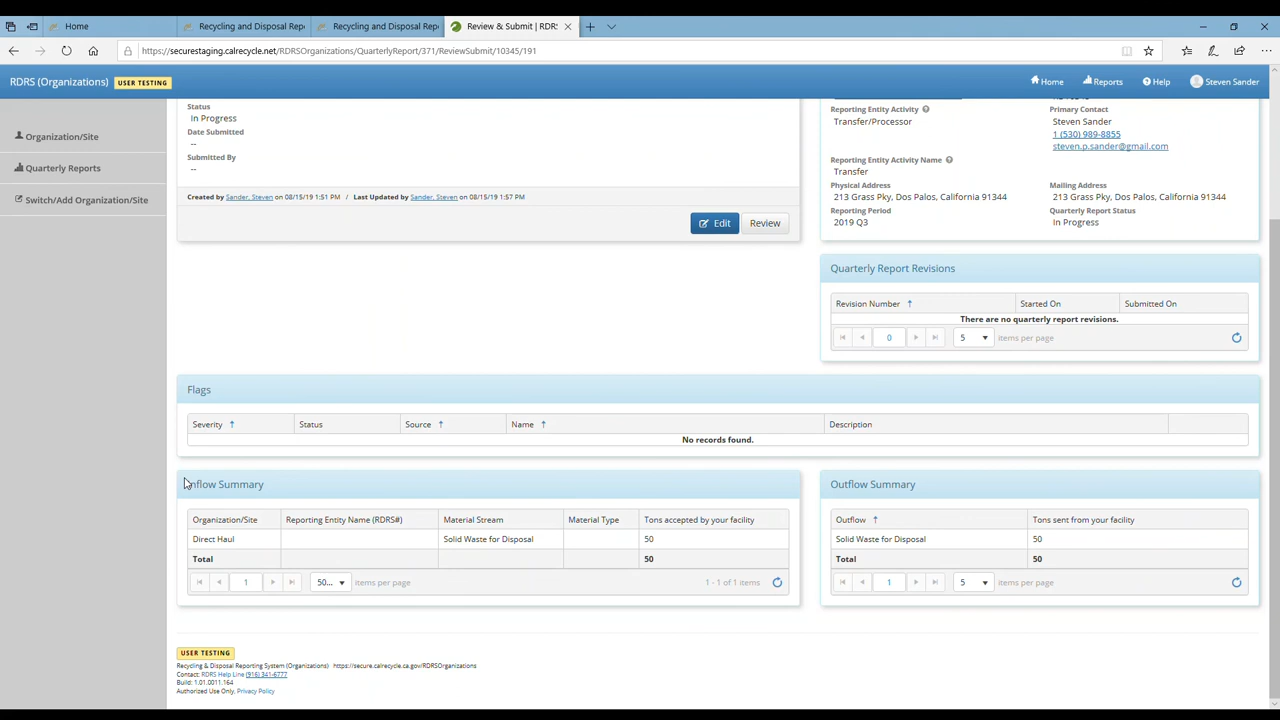 Home
Recycling and Disposal Rep
Recycling and Disposal Rep
Review & Submit | RDR
https://securestaging.calrecycle.net/RDRSOrganizations/QuarterlyReport/371/ReviewSubmit/10345/191
RDRS (Organizations) USER TESTING
Home
Reports
Help
Steven Sander
Organization/Site
Quarterly Reports
Switch/Add Organization/Site
Status
In Progress
Date Submitted
--
Submitted By
--
Created by Sander, Steven on 08/15/19 1:51 PM / Last Updated by Sander, Steven on 08/15/19 1:57 PM
Edit
Review
Reporting Entity Activity
Transfer/Processor
Reporting Entity Activity Name
Transfer
Physical Address
213 Grass Pky, Dos Palos, California 91344
Reporting Period
2019 Q3
Primary Contact
Steven Sander
1 (530) 989-8855
steven.p.sander@gmail.com
Mailing Address
213 Grass Pky, Dos Palos, California 91344
Quarterly Report Status
In Progress
Quarterly Report Revisions
Revision Number Started On Submitted On
There are no quarterly report revisions.
0 5 items per page
Flags
Severity Status Source Name Description
No records found.
nflow Summary
Organization/Site Reporting Entity Name (RDRS#) Material Stream Material Type Tons accepted by your facility
Direct Haul Solid Waste for Disposal 50
Total 50
1 50... items per page 1 - 1 of 1 items
Outflow Summary
Outflow Tons sent from your facility
Solid Waste for Disposal 50
Total 50
1 5 items per page
USER TESTING
Recycling & Disposal Reporting System (Organizations) https://secure.calrecycle.ca.gov/RDRSOrganizations
Contact: RDRS Help Line (916) 341-6777
Build: 1.01.0011.164
Authorized Use Only. Privacy Policy